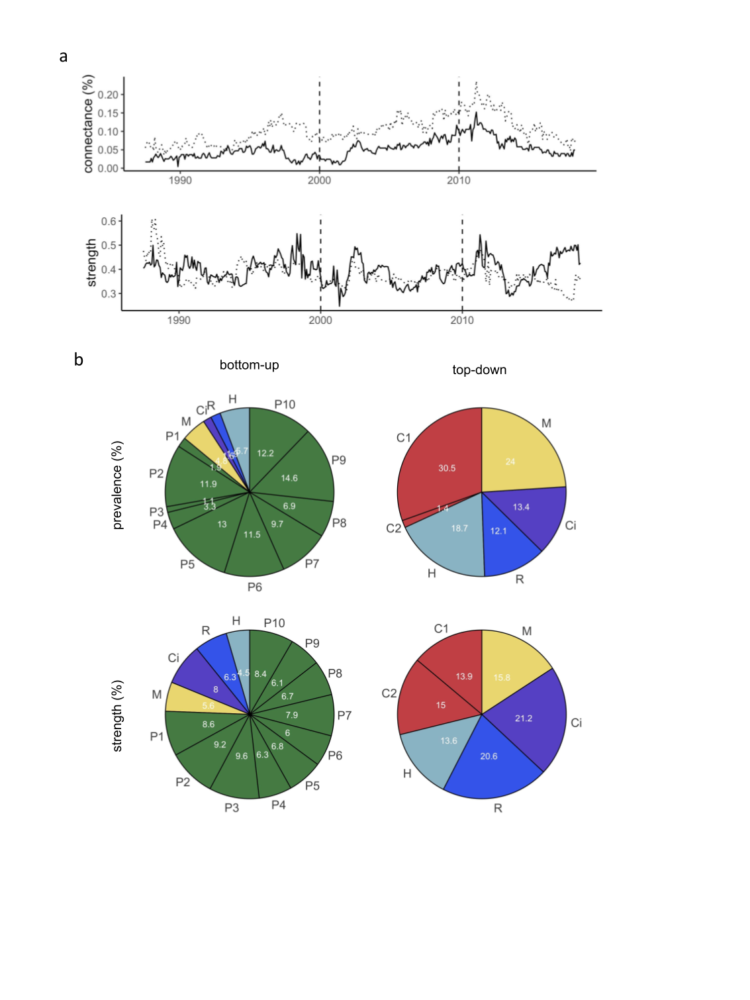 a
connectance (%)
0.20
0.15
0.10
0.05
0.00
1990 2000 2010
strength
0.6
0.5
0.4
0.3
1990 2000 2010
b
bottom-up
top-down
prevalence (%)
H
R
Ci
M
P1
P2
P3
P4
P5
P6
P7
P8
P9
P10
12.2
14.6
6.9
9.7
11.5
13
3.3
1.1
11.9
1.9
C1
M
30.5
24
13.4
12.1
18.7
1.4
C2
H
R
Ci
strength (%)
H
R
Ci
M
P1
P2
P3
P4
P5
P6
P7
P8
P9
P10
8.4
6.1
6.7
7.9
6
6.8
6.3
9.6
9.2
8.6
5.6
8
6.3
4.5
C1
M
C2
13.9
15.8
15
21.2
13.6
20.6
H
R
Ci